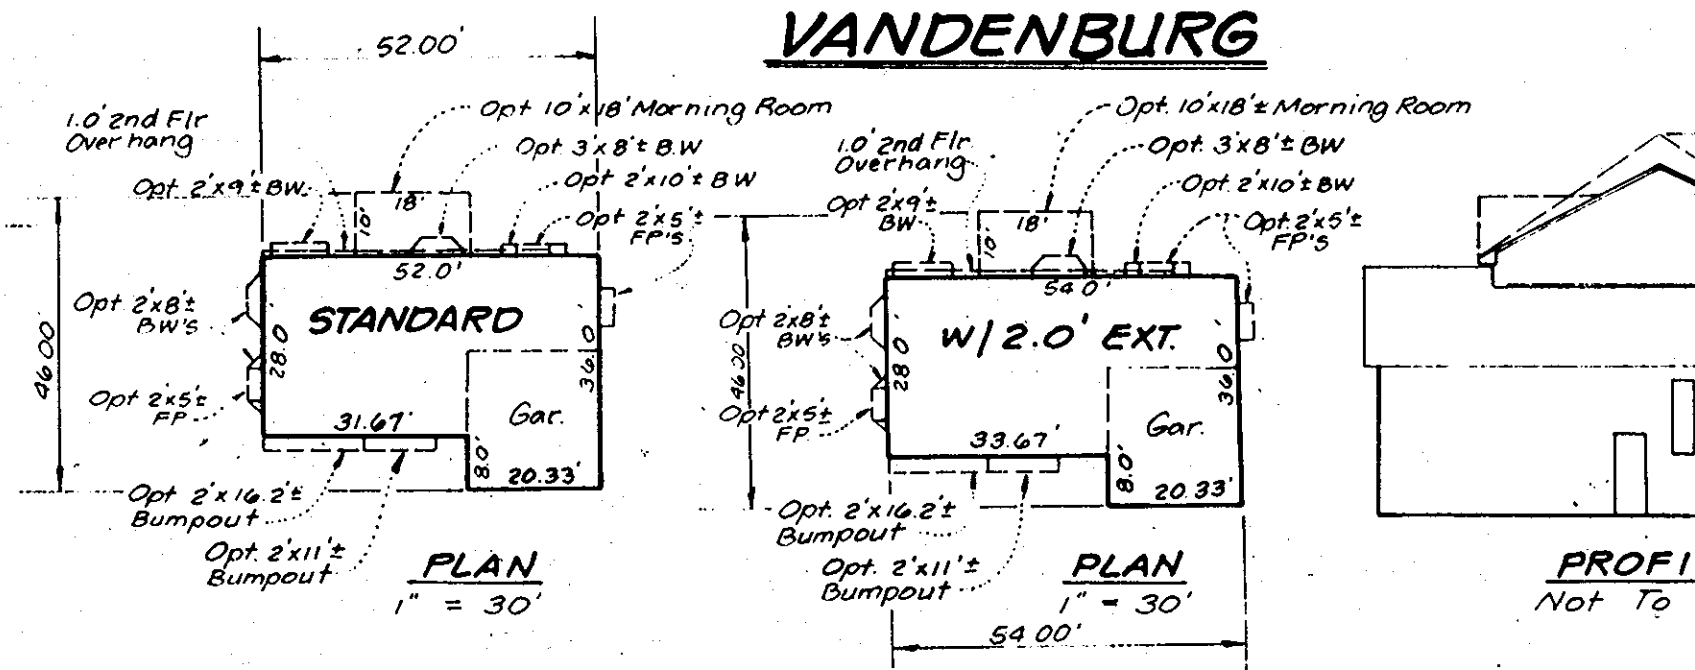 VANDENBURG
52.00'
1.0' 2nd Flr
Overhang
Opt 10'x18' Morning Room
Opt 3'x8'± B.W
Opt 2'x9'± BW
Opt 2'x10'± BW
18'
10'
Opt 2'x5'±
FP'S
52.0'
Opt 2'x8'±
BW'S
STANDARD
28.0
36.0
46.00
Opt 2'x5'±
FP
31.67'
Gar.
8.0'
20.33'
Opt 2'x16.2'±
Bumpout
Opt. 2'x11'±
Bumpout
PLAN
1" = 30'
Opt. 10'x18'± Morning Room
1.0' 2nd Flr
Overhang
Opt. 3'x8'± BW
Opt 2'x9'±
BW
Opt 2'x10'± BW
18'
10'
Opt. 2'x5'±
FP'S
54.0'
Opt 2'x8'±
BW'S
W/ 2.0' EXT.
28.0
36.0
46.00
Opt 2'x5'±
FP
33.67'
Gar.
8.0'
20.33'
Opt. 2'x16.2'±
Bumpout
Opt. 2'x11'±
Bumpout
PLAN
1" = 30'
54.00'
PROFI
Not To